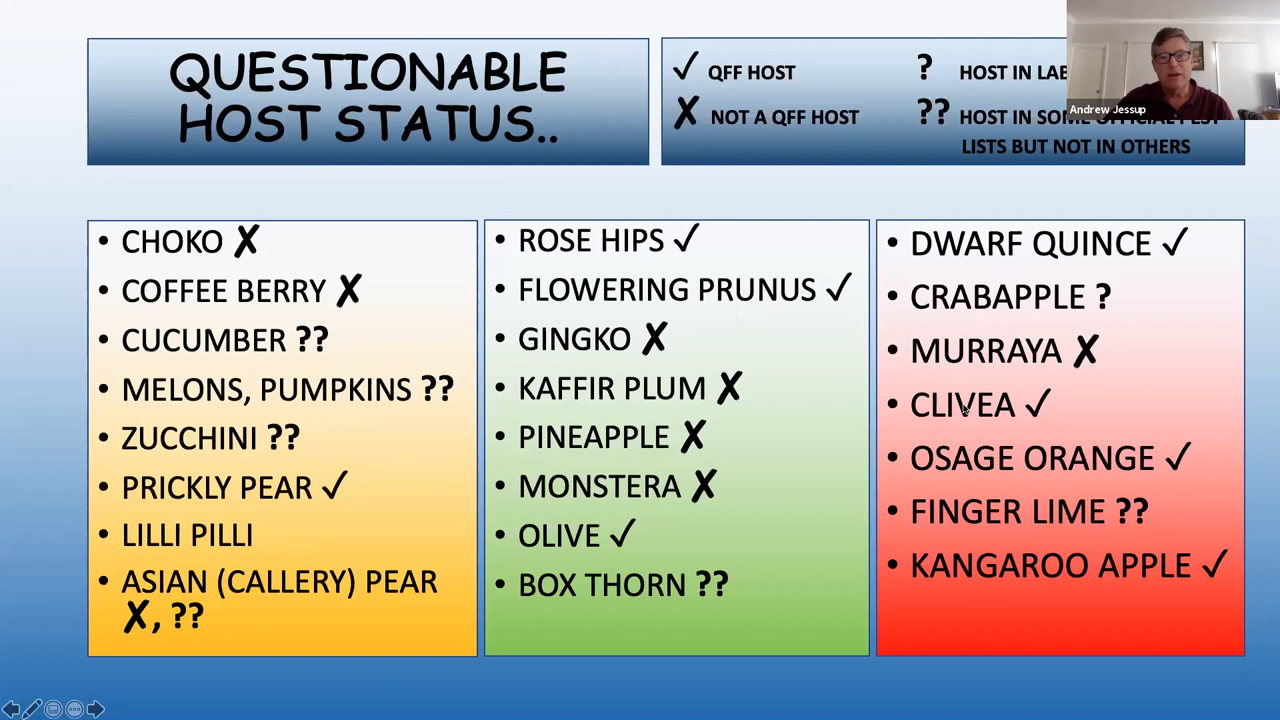 QUESTIONABLE
HOST STATUS..
✓ QFF HOST
✗ NOT A QFF HOST
? HOST IN LAB
?? HOST IN SOME OFFICIAL PEST
LISTS BUT NOT IN OTHERS
Andrew Jessup
• CHOKO ✗
• COFFEE BERRY ✗
• CUCUMBER ??
• MELONS, PUMPKINS ??
• ZUCCHINI ??
• PRICKLY PEAR ✓
• LILLI PILLI
• ASIAN (CALLERY) PEAR
✗, ??
• ROSE HIPS ✓
• FLOWERING PRUNUS ✓
• GINGKO ✗
• KAFFIR PLUM ✗
• PINEAPPLE ✗
• MONSTERA ✗
• OLIVE ✓
• BOX THORN ??
• DWARF QUINCE ✓
• CRABAPPLE ?
• MURRAYA ✗
• CLIVEA ✓
• OSAGE ORANGE ✓
• FINGER LIME ??
• KANGAROO APPLE ✓